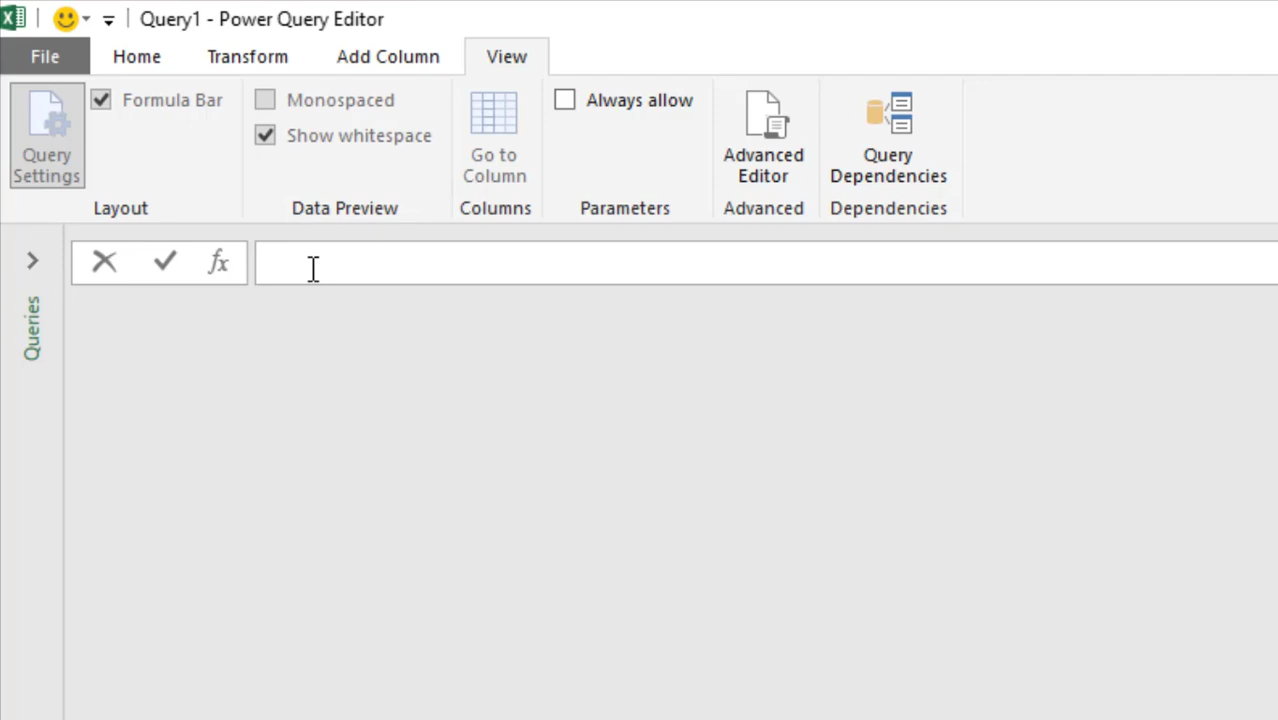 Query1 - Power Query Editor
File Home Transform Add Column View
Formula Bar Monospaced Always allow
Show whitespace
Query Settings Go to Column Advanced Editor Query Dependencies
Layout Data Preview Columns Parameters Advanced Dependencies
fx
Queries